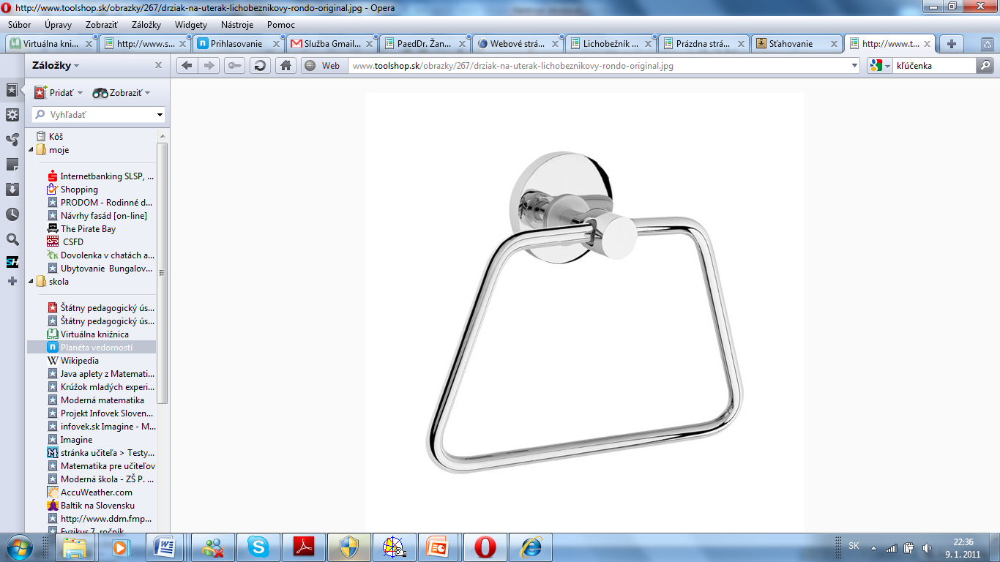 http://www.toolshop.sk/obrazky/267/drziak-na-uterak-lichobeznikovy-rondo-original.jpg - Opera
Súbor Úpravy Zobraziť Záložky Widgety Nástroje Pomoc
Virtuálna kni... http://www.s... Prihlasovanie Služba Gmail... PaedDr. Žan... Webové strá... Lichobežník ... Prázdna strá... Sťahovanie http://www.t...
Záložky
Web www.toolshop.sk/obrazky/267/drziak-na-uterak-lichobeznikovy-rondo-original.jpg kľúčenka
Pridať Zobraziť
Vyhľadať
Kôš
moje
Internetbanking SLSP, ...
Shopping
PRODOM - Rodinné d...
Návrhy fasád [on-line]
The Pirate Bay
CSFD
Dovolenka v chatách a...
Ubytovanie Bungalov...
skola
Štátny pedagogický ús...
Štátny pedagogický ús...
Virtuálna knižnica
Planéta vedomostí
Wikipedia
Java aplety z Matemati...
Krúžok mladých experi...
Moderná matematika
Projekt Infovek Sloven...
infovek.sk Imagine - M...
Imagine
stránka učiteľa > Testy...
Matematika pre učiteľov
Moderná škola - ZŠ P. ...
AccuWeather.com
Baltik na Slovensku
http://www.ddm.fmp...
Fyzikus 7. ročník
SK
22:36
9. 1. 2011